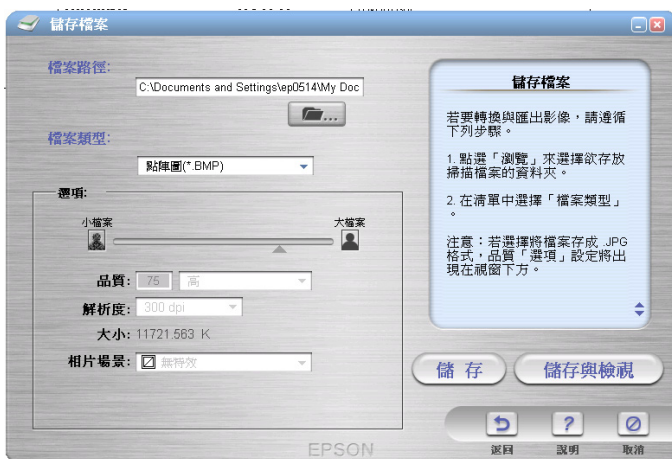 儲存檔案
檔案路徑:
C:\Documents and Settings\ep0514\My Doc
...
檔案類型:
點陣圖(*.BMP)
選項:
小檔案
大檔案
品質: 75 高
解析度: 300 dpi
大小: 11721.563 K
相片場景: 無特效
儲存檔案
若要轉換與匯出影像，請遵循
下列步驟。
1. 點選「瀏覽」來選擇欲存放
掃描檔案的資料夾。
2. 在清單中選擇「檔案類型」
。
注意：若選擇將檔案存成 .JPG
格式，品質「選項」設定將出
現在視窗下方。
儲存
儲存與檢視
返回
說明
取消
EPSON